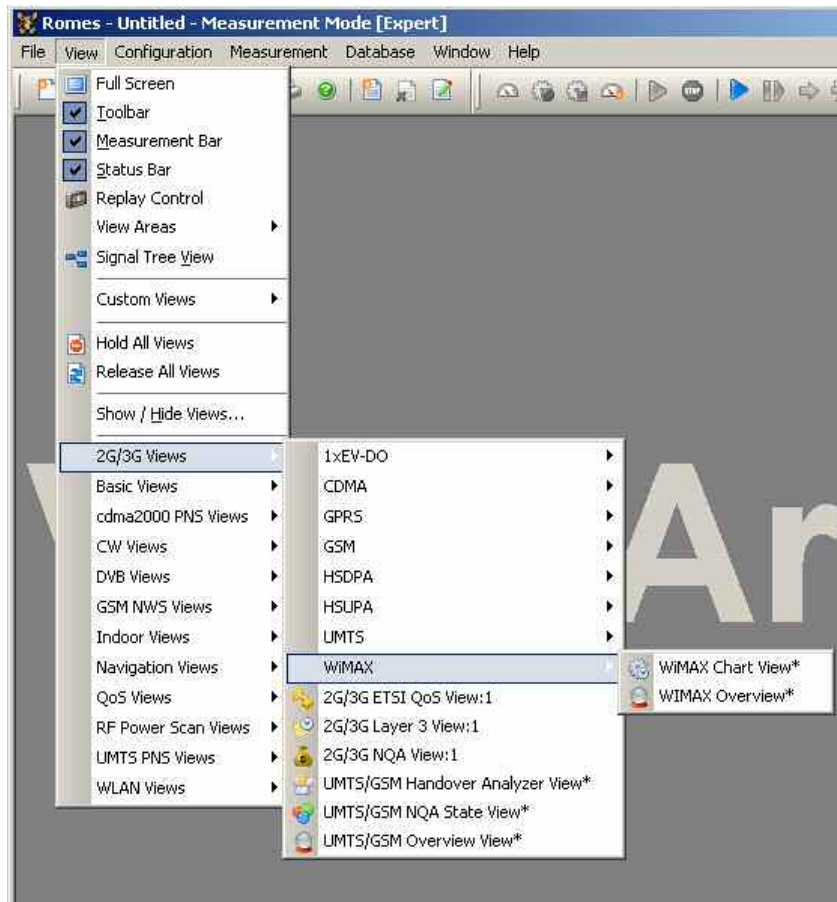 Romes - Untitled - Measurement Mode [Expert]
File View Configuration Measurement Database Window Help
Full Screen
Toolbar
Measurement Bar
Status Bar
Replay Control
View Areas
Signal Tree View
Custom Views
Hold All Views
Release All Views
Show / Hide Views...
2G/3G Views
Basic Views
cdma2000 PNS Views
CW Views
DVB Views
GSM NWS Views
Indoor Views
Navigation Views
QoS Views
RF Power Scan Views
UMTS PNS Views
WLAN Views
1xEV-DO
CDMA
GPRS
GSM
HSDPA
HSUPA
UMTS
WiMAX
2G/3G ETSI QoS View:1
2G/3G Layer 3 View:1
2G/3G NQA View:1
UMTS/GSM Handover Analyzer View*
UMTS/GSM NQA State View*
UMTS/GSM Overview View*
WiMAX Chart View*
WIMAX Overview*